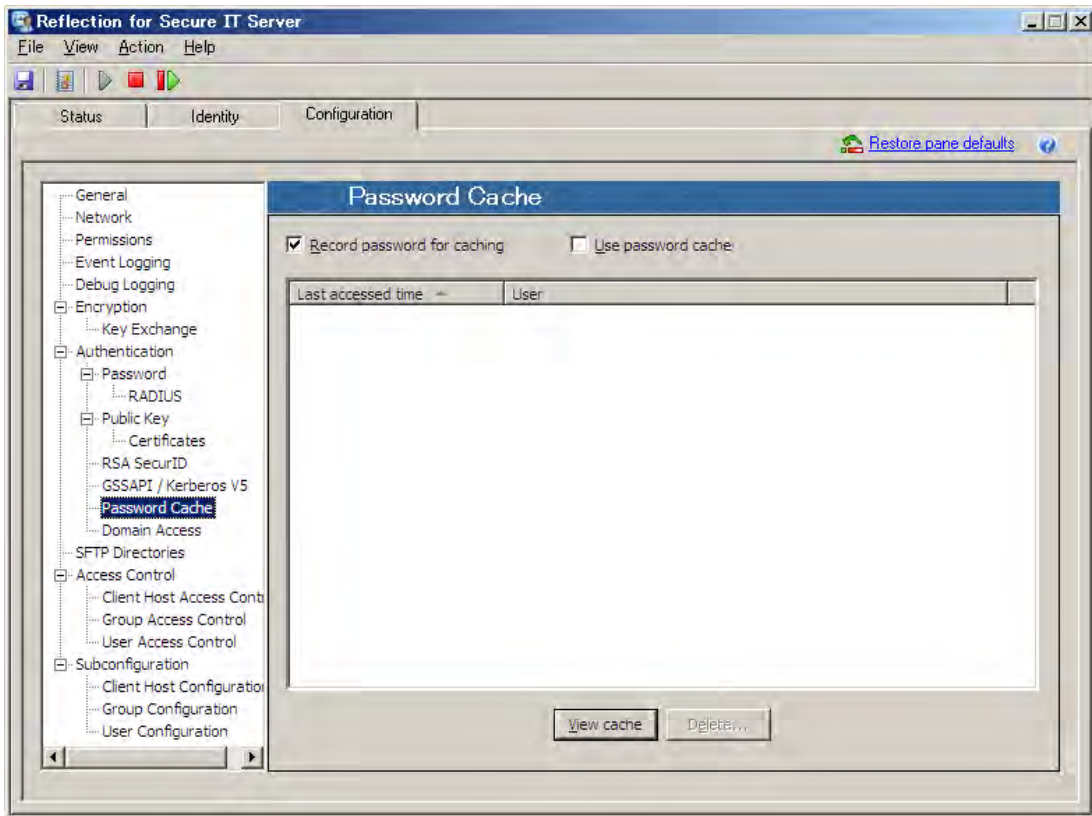 Reflection for Secure IT Server
File View Action Help
Status Identity Configuration
Restore pane defaults
General
Network
Permissions
Event Logging
Debug Logging
Encryption
Key Exchange
Authentication
Password
RADIUS
Public Key
Certificates
RSA SecurID
GSSAPI / Kerberos V5
Password Cache
Domain Access
SFTP Directories
Access Control
Client Host Access Cont
Group Access Control
User Access Control
Subconfiguration
Client Host Configuratio
Group Configuration
User Configuration
Password Cache
Record password for caching Use password cache
Last accessed time User
View cache Delete...